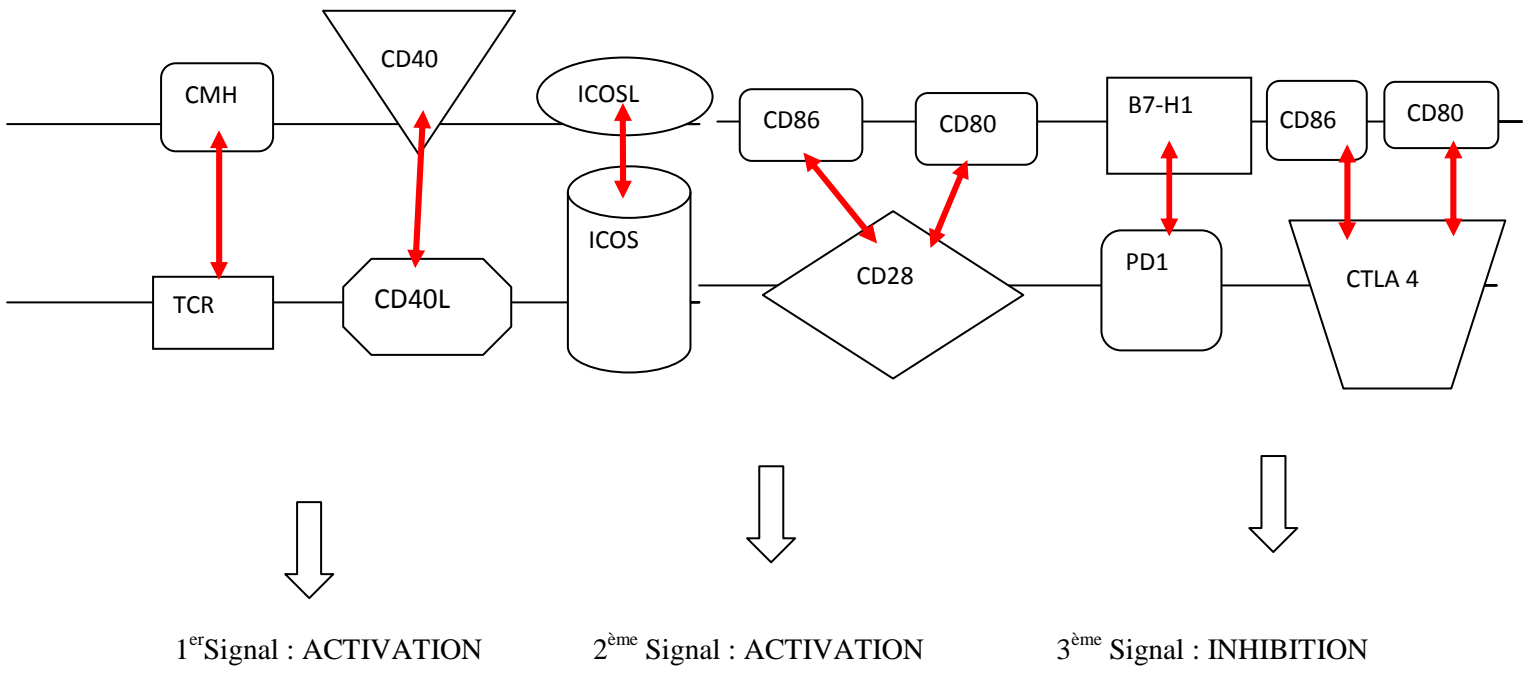 CMH
CD40
ICOSL
CD86
CD80
B7-H1
CD86
CD80
TCR
CD40L
ICOS
CD28
PD1
CTLA 4
1erSignal : ACTIVATION
2ème Signal : ACTIVATION
3ème Signal : INHIBITION